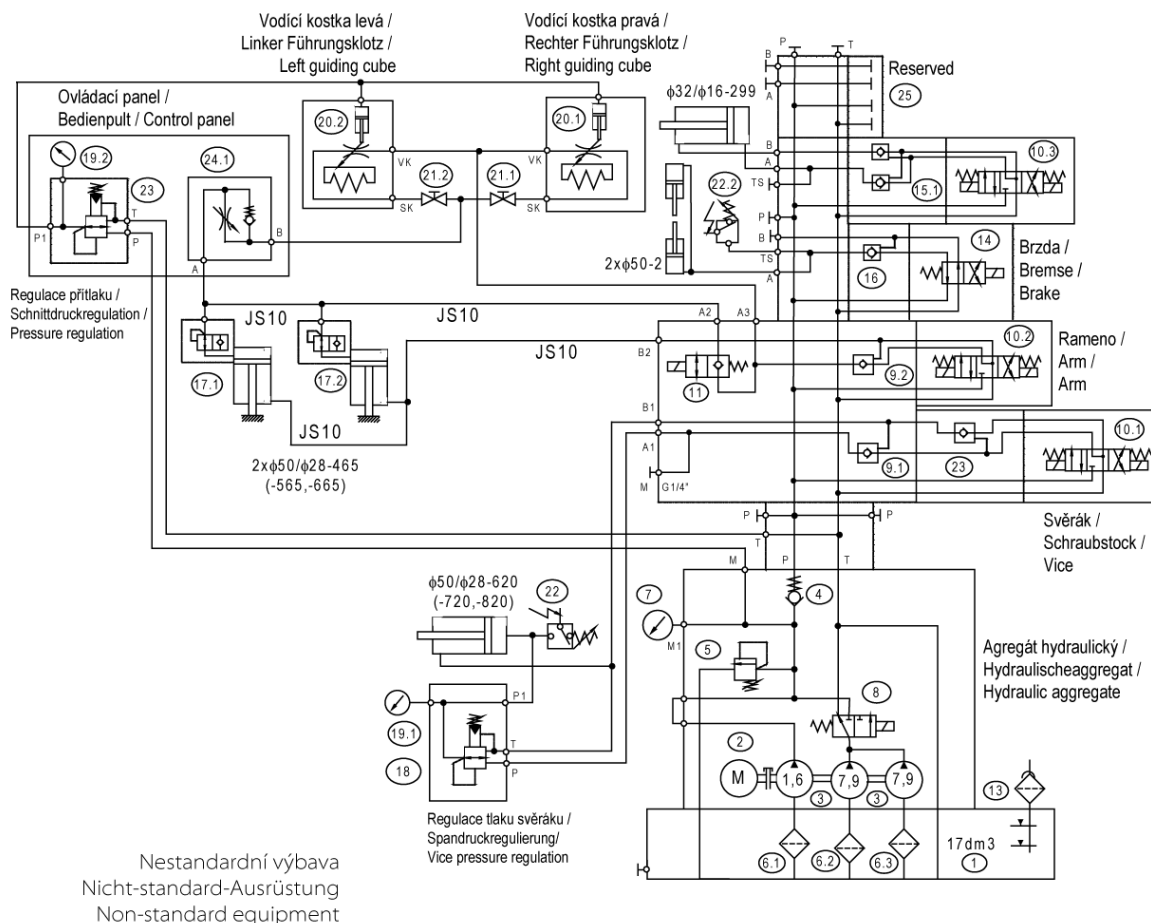 Vodící kostka levá /
Linker Führungsklotz /
Left guiding cube
Vodící kostka pravá /
Rechter Führungsklotz /
Right guiding cube
P
T
B
A
Reserved
25
Ovládací panel /
Bedienpult / Control panel
20.2
20.1
ϕ32/ϕ16-299
19.2
23
24.1
VK
VK
21.2
21.1
SK
SK
B
A
TS
P
B
TS
A
22.2
15.1
10.3
T
P
P1
B
A
2xϕ50-2
16
14
Brzda /
Bremse /
Brake
Regulace přítlaku /
Schnittdruckregulation /
Pressure regulation
JS10
JS10
JS10
JS10
A2
A3
B2
17.1
17.2
11
9.2
10.2
Rameno /
Arm /
Arm
B1
A1
M
G1/4"
9.1
23
10.1
2xϕ50/ϕ28-465
(-565,-665)
Svěrák /
Schraubstock /
Vice
P
P
T
M
P
T
ϕ50/ϕ28-620
(-720,-820)
22
7
M1
4
5
8
Agregát hydraulický /
Hydraulischeaggregat /
Hydraulic aggregate
P1
T
P
19.1
18
2
M
1,6
7,9
7,9
3
3
13
Regulace tlaku svěráku /
Spandruckregulierung/
Vice pressure regulation
6.1
6.2
6.3
17dm3
1
Nestandardní výbava
Nicht-standard-Ausrüstung
Non-standard equipment